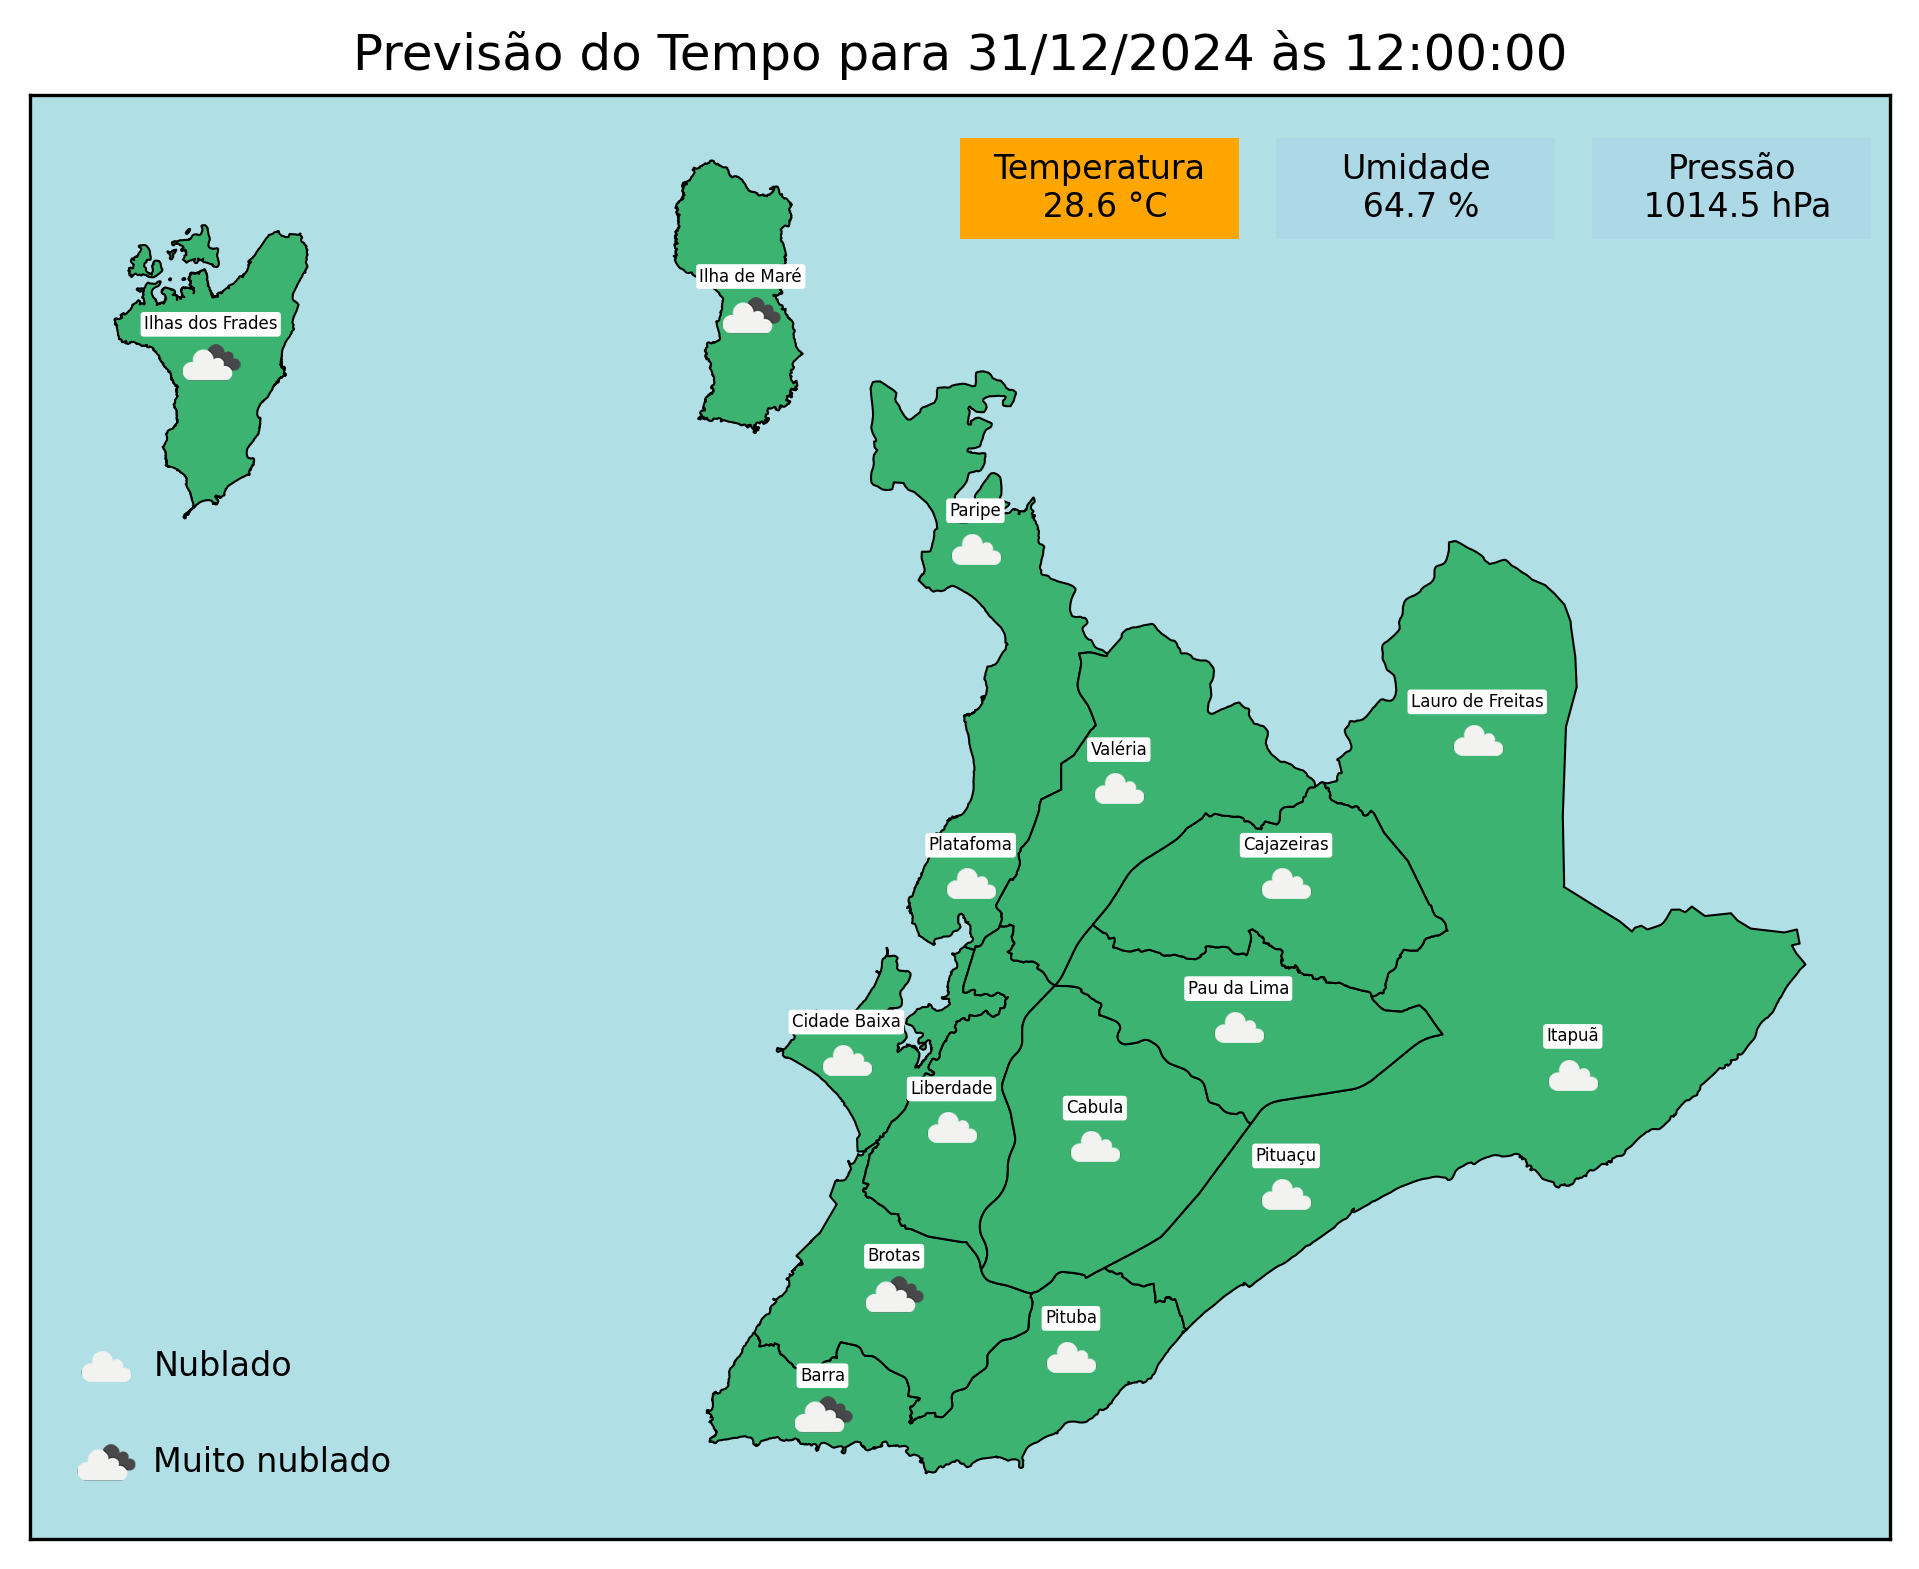 Previsão do Tempo para 31/12/2024 às 12:00:00
Temperatura
28.6 °C
Umidade
64.7 %
Pressão
1014.5 hPa
Ilha de Maré
Ilhas dos Frades
Paripe
Lauro de Freitas
Valéria
Platafoma
Cajazeiras
Pau da Lima
Cidade Baixa
Itapuã
Liberdade
Cabula
Pituaçu
Brotas
Pituba
Barra
Nublado
Muito nublado